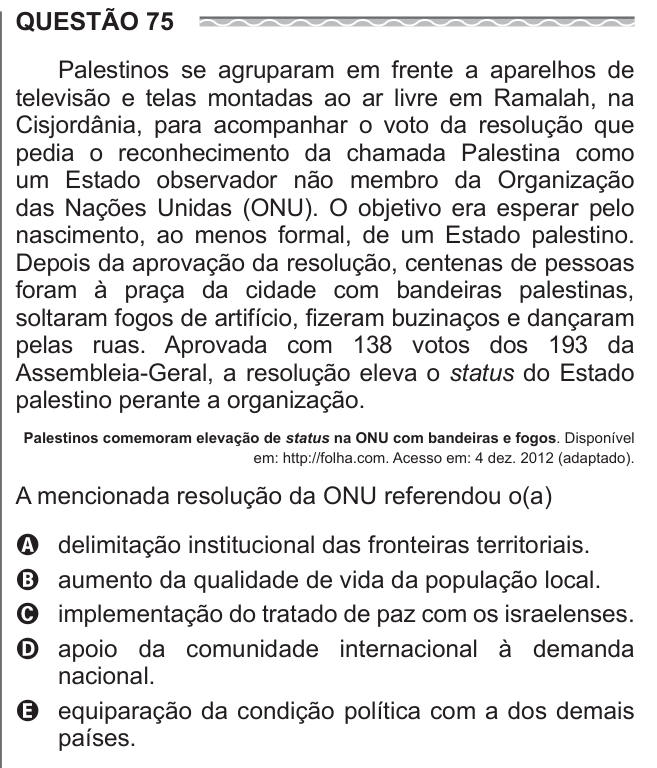 QUESTÃO 75
Palestinos se agruparam em frente a aparelhos de
televisão e telas montadas ao ar livre em Ramalah, na
Cisjordânia, para acompanhar o voto da resolução que
pedia o reconhecimento da chamada Palestina como
um Estado observador não membro da Organização
das Nações Unidas (ONU). O objetivo era esperar pelo
nascimento, ao menos formal, de um Estado palestino.
Depois da aprovação da resolução, centenas de pessoas
foram à praça da cidade com bandeiras palestinas,
soltaram fogos de artifício, fizeram buzinaços e dançaram
pelas ruas. Aprovada com 138 votos dos 193 da
Assembleia-Geral, a resolução eleva o status do Estado
palestino perante a organização.
Palestinos comemoram elevação de status na ONU com bandeiras e fogos. Disponível
em: http://folha.com. Acesso em: 4 dez. 2012 (adaptado).
A mencionada resolução da ONU referendou o(a)
A delimitação institucional das fronteiras territoriais.
B aumento da qualidade de vida da população local.
C implementação do tratado de paz com os israelenses.
D apoio da comunidade internacional à demanda
nacional.
E equiparação da condição política com a dos demais
países.